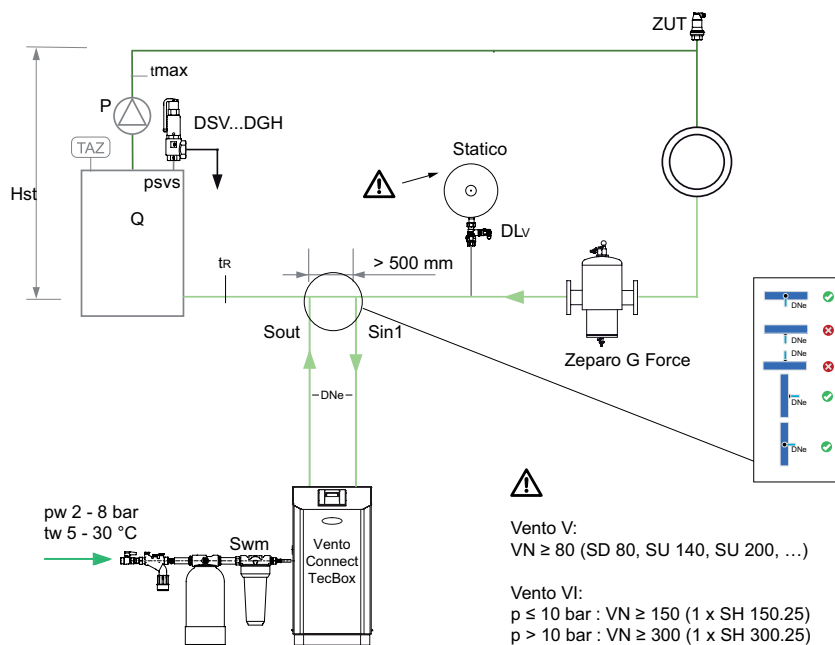 ZUT
tmax
P
DSV...DGH
TAZ
psvs
Statico
Hst
Q
DLv
tR
> 500 mm
Sout
Sin1
Zeparo G Force
DNe
DNe
DNe
DNe
DNe
DNe
pw 2 - 8 bar
tw 5 - 30 °C
Swm
Vento
Connect
TecBox
Vento V:
VN ≥ 80 (SD 80, SU 140, SU 200, …)
Vento VI:
p ≤ 10 bar : VN ≥ 150 (1 x SH 150.25)
p > 10 bar : VN ≥ 300 (1 x SH 300.25)